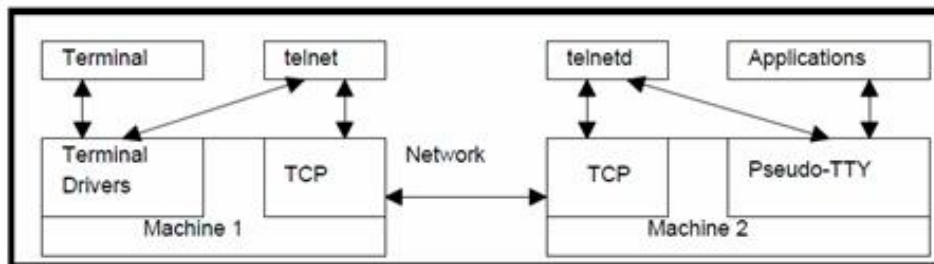 Terminal
telnet
telnetd
Applications
Terminal
Drivers
TCP
Network
TCP
Pseudo-TTY
Machine 1
Machine 2